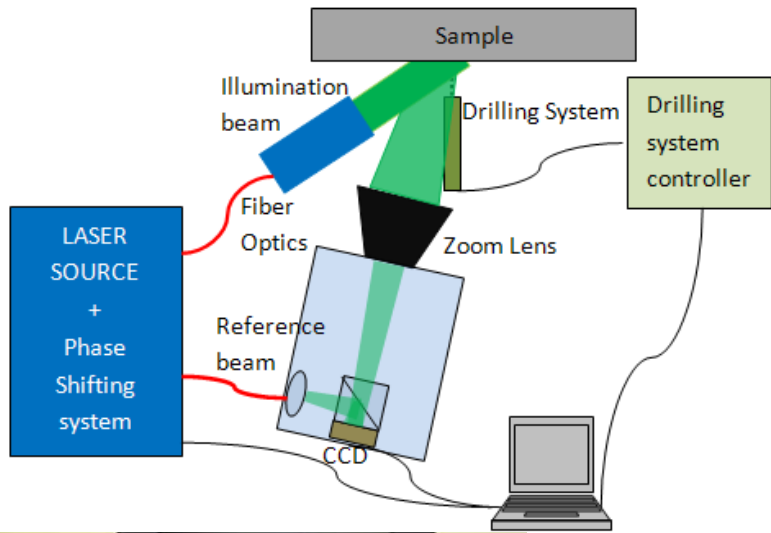 Sample
Illumination
beam
Drilling System
Drilling
system
controller
Fiber
Optics
Zoom Lens
LASER
SOURCE
+
Phase
Shifting
system
Reference
beam
CCD